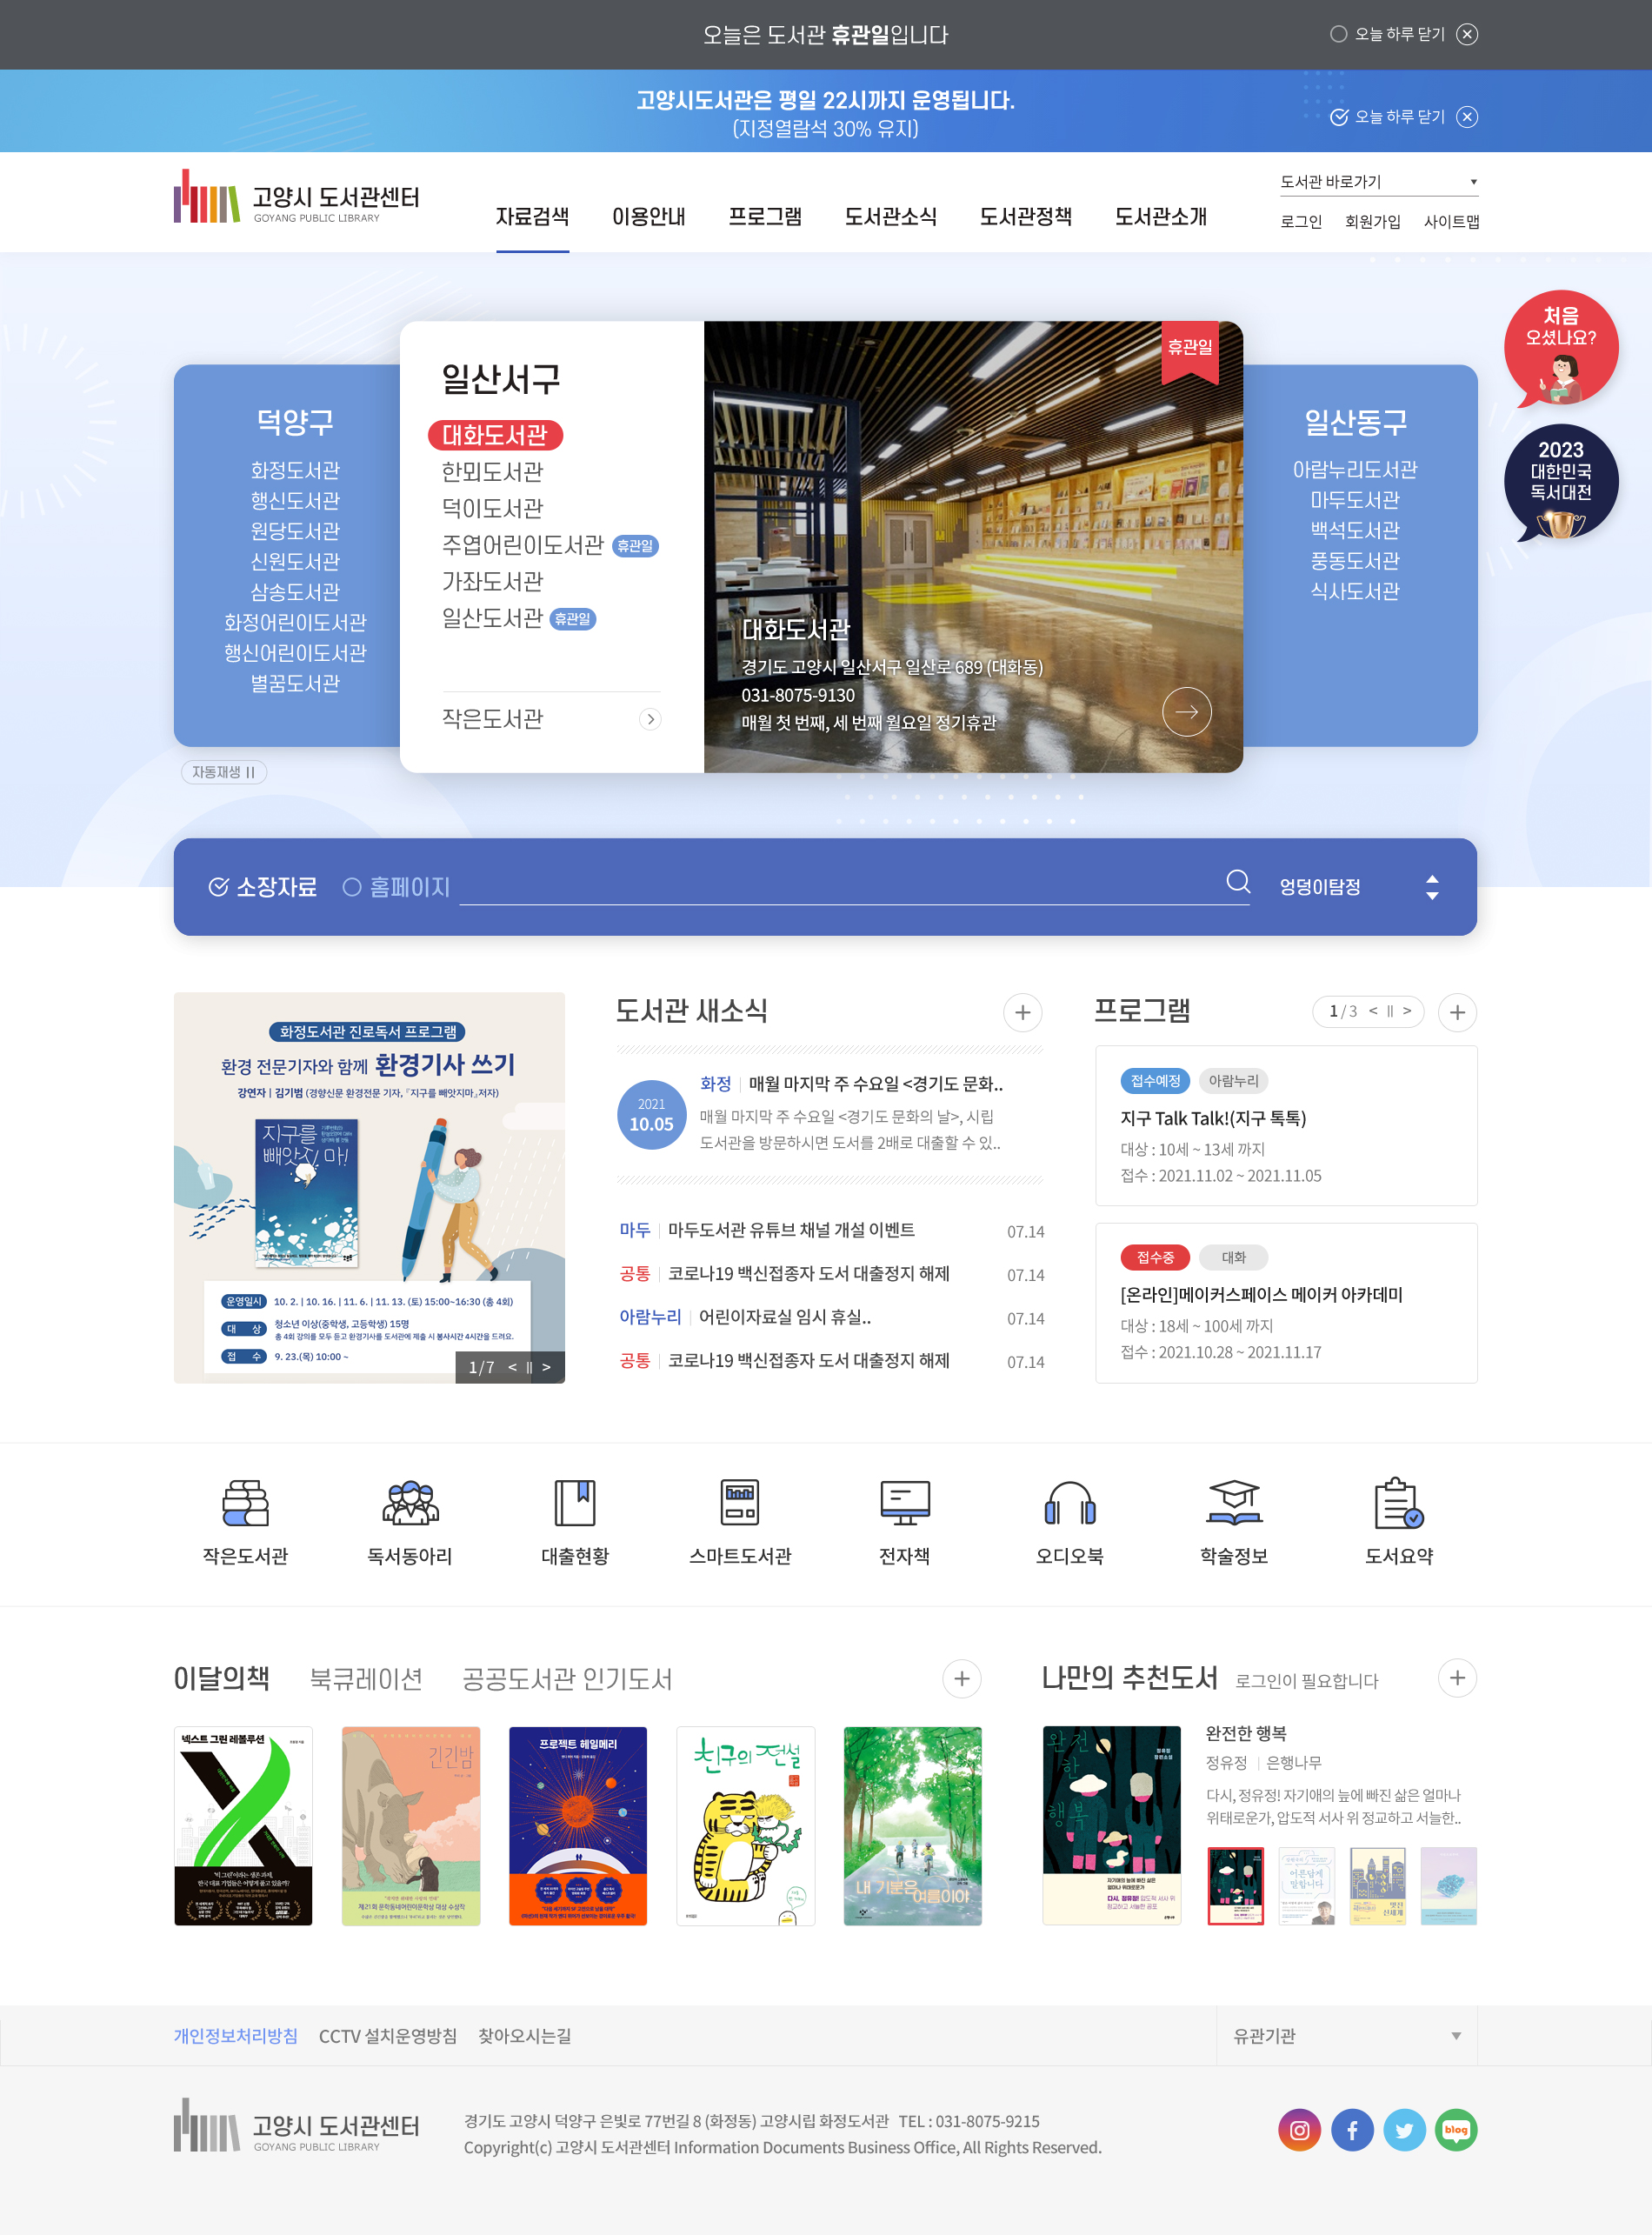 오늘은 도서관 휴관일입니다
오늘 하루 닫기
고양시도서관은 평일 22시까지 운영됩니다.
(지정열람석 30% 유지)
오늘 하루 닫기
고양시 도서관센터
GOYANG PUBLIC LIBRARY
자료검색 이용안내 프로그램 도서관소식 도서관정책 도서관소개
도서관 바로가기
로그인 회원가입 사이트맵
처음
오셨나요?
2023
대한민국
독서대전
덕양구
화정도서관
행신도서관
원당도서관
신원도서관
삼송도서관
화정어린이도서관
행신어린이도서관
별꿈도서관
일산서구
대화도서관
한뫼도서관
덕이도서관
주엽어린이도서관 휴관일
가좌도서관
일산도서관 휴관일
작은도서관
휴관일
대화도서관
경기도 고양시 일산서구 일산로 689 (대화동)
031-8075-9130
매월 첫 번째, 세 번째 월요일 정기휴관
일산동구
아람누리도서관
마두도서관
백석도서관
풍동도서관
식사도서관
자동재생
소장자료 홈페이지
엉덩이탐정
화정도서관 진로독서 프로그램
환경 전문기자와 함께 환경기사 쓰기
강연자 | 김기범 (경향신문 환경전문 기자, 『지구를 빼앗지마』저자)
지구를
빼앗지 마!
운영일시 10. 2. | 10. 16. | 11. 6. | 11. 13. (토) 15:00~16:30 (총 4회)
대 상 청소년 이상(중학생, 고등학생) 15명
총 4회 강의를 모두 듣고 환경기사를 도서관에 제출 시 봉사시간 4시간을 드려요.
접 수 9. 23.(목) 10:00 ~
1/7 < || >
도서관 새소식
2021
10.05
화정 매월 마지막 주 수요일 <경기도 문화..
매월 마지막 주 수요일 <경기도 문화의 날>, 시립
도서관을 방문하시면 도서를 2배로 대출할 수 있..
마두 마두도서관 유튜브 채널 개설 이벤트 07.14
공통 코로나19 백신접종자 도서 대출정지 해제 07.14
아람누리 어린이자료실 임시 휴실.. 07.14
공통 코로나19 백신접종자 도서 대출정지 해제 07.14
프로그램
1 / 3 < || >
접수예정 아람누리
지구 Talk Talk!(지구 톡톡)
대상 : 10세 ~ 13세 까지
접수 : 2021.11.02 ~ 2021.11.05
접수중 대화
[온라인]메이커스페이스 메이커 아카데미
대상 : 18세 ~ 100세 까지
접수 : 2021.10.28 ~ 2021.11.17
작은도서관 독서동아리 대출현황 스마트도서관 전자책 오디오북 학술정보 도서요약
이달의책 북큐레이션 공공도서관 인기도서
넥스트 그린 레볼루션
긴긴밤
제21회 문학동네어린이문학상 대상 수상작
프로젝트 헤일메리
친구의 전설
내 기분은
여름이야
나만의 추천도서 로그인이 필요합니다
완전한 행복
정유정
다시, 정유정!
완전한 행복
정유정 은행나무
다시, 정유정! 자기애의 늪에 빠진 삶은 얼마나
위태로운가, 압도적 서사 위 정교하고 서늘한..
개인정보처리방침 CCTV 설치운영방침 찾아오시는길
유관기관
고양시 도서관센터
GOYANG PUBLIC LIBRARY
경기도 고양시 덕양구 은빛로 77번길 8 (화정동) 고양시립 화정도서관 TEL : 031-8075-9215
Copyright(c) 고양시 도서관센터 Information Documents Business Office, All Rights Reserved.
blog